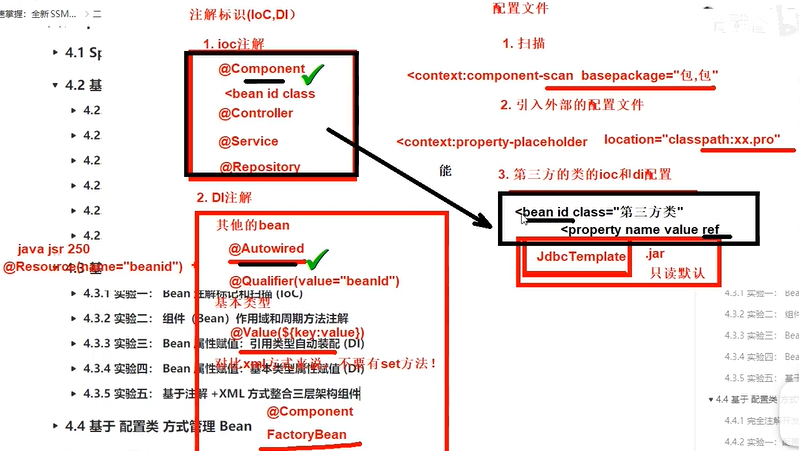 速掌握：全新SSM... > 二
注解标识(IoC,DI）
配置文件
4.1 Sp
4.2 基
4.2
4.2
4.2
4.2
4.2
4.2
1. ioc注解
@Component
<bean id class
@Controller
@Service
@Repository
1. 扫描
<context:component-scan basepackage="包,包"
2. 引入外部的配置文件
<context:property-placeholder location="classpath:xx.pro"
能
3. 第三方的类的ioc和di配置
<bean id class="第三方类"
<property name value ref
JdbcTemplate
.jar
只读默认
2. DI注解
其他的bean
@Autowired
java jsr 250
@Resource(name="beanid") +
4.3 基
@Qualifier(value="beanId")
4.3.1 实验一： Bean 注解标记和扫描 (IoC)
基本类型
4.3.2 实验二： 组件（Bean）作用域和周期方法注解
@Value(${key:value})
4.3.3 实验三： Bean 属性赋值：引用类型自动装配 (DI)
对比xml方式来说，不要有set方法！
4.3.4 实验四： Bean 属性赋值：基本类型属性赋值 (DI)
4.3.5 实验五： 基于注解 +XML 方式整合三层架构组件
@Component
FactoryBean
4.4 基于 配置类 方式管理 Bean
4.3.1 实验一： B
4.3.2 实验二： 组
4.3.3 实验三： Be
4.3.4 实验四： Be
4.3.5 实验五： 基
4.4 基于 配置类 方式
4.4.1 完全注解开发
4.4.2 实验一：